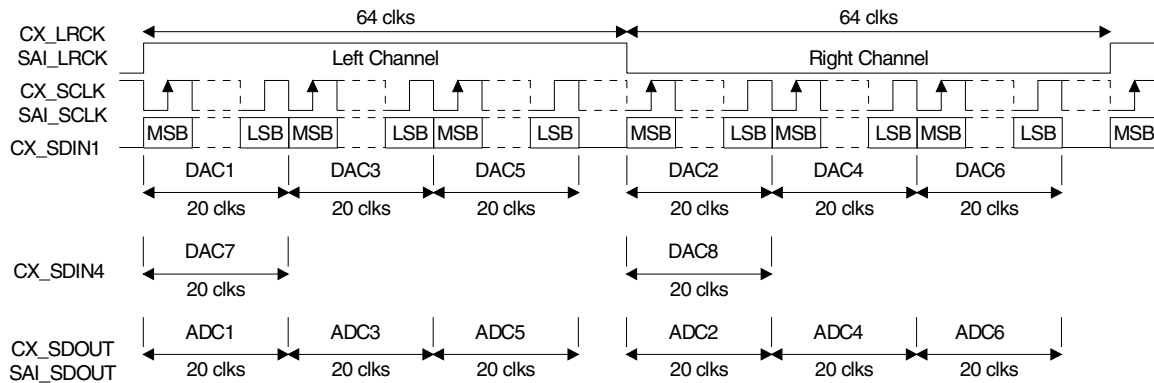 64 clks 64 clks
CX_LRCK
SAI_LRCK
Left Channel Right Channel
CX_SCLK
SAI_SCLK
CX_SDIN1
MSB LSB MSB LSB MSB LSB MSB LSB MSB LSB MSB LSB MSB
DAC1 DAC3 DAC5 DAC2 DAC4 DAC6
20 clks 20 clks 20 clks 20 clks 20 clks 20 clks
CX_SDIN4
DAC7 DAC8
20 clks 20 clks
ADC1 ADC3 ADC5 ADC2 ADC4 ADC6
CX_SDOUT
SAI_SDOUT
20 clks 20 clks 20 clks 20 clks 20 clks 20 clks